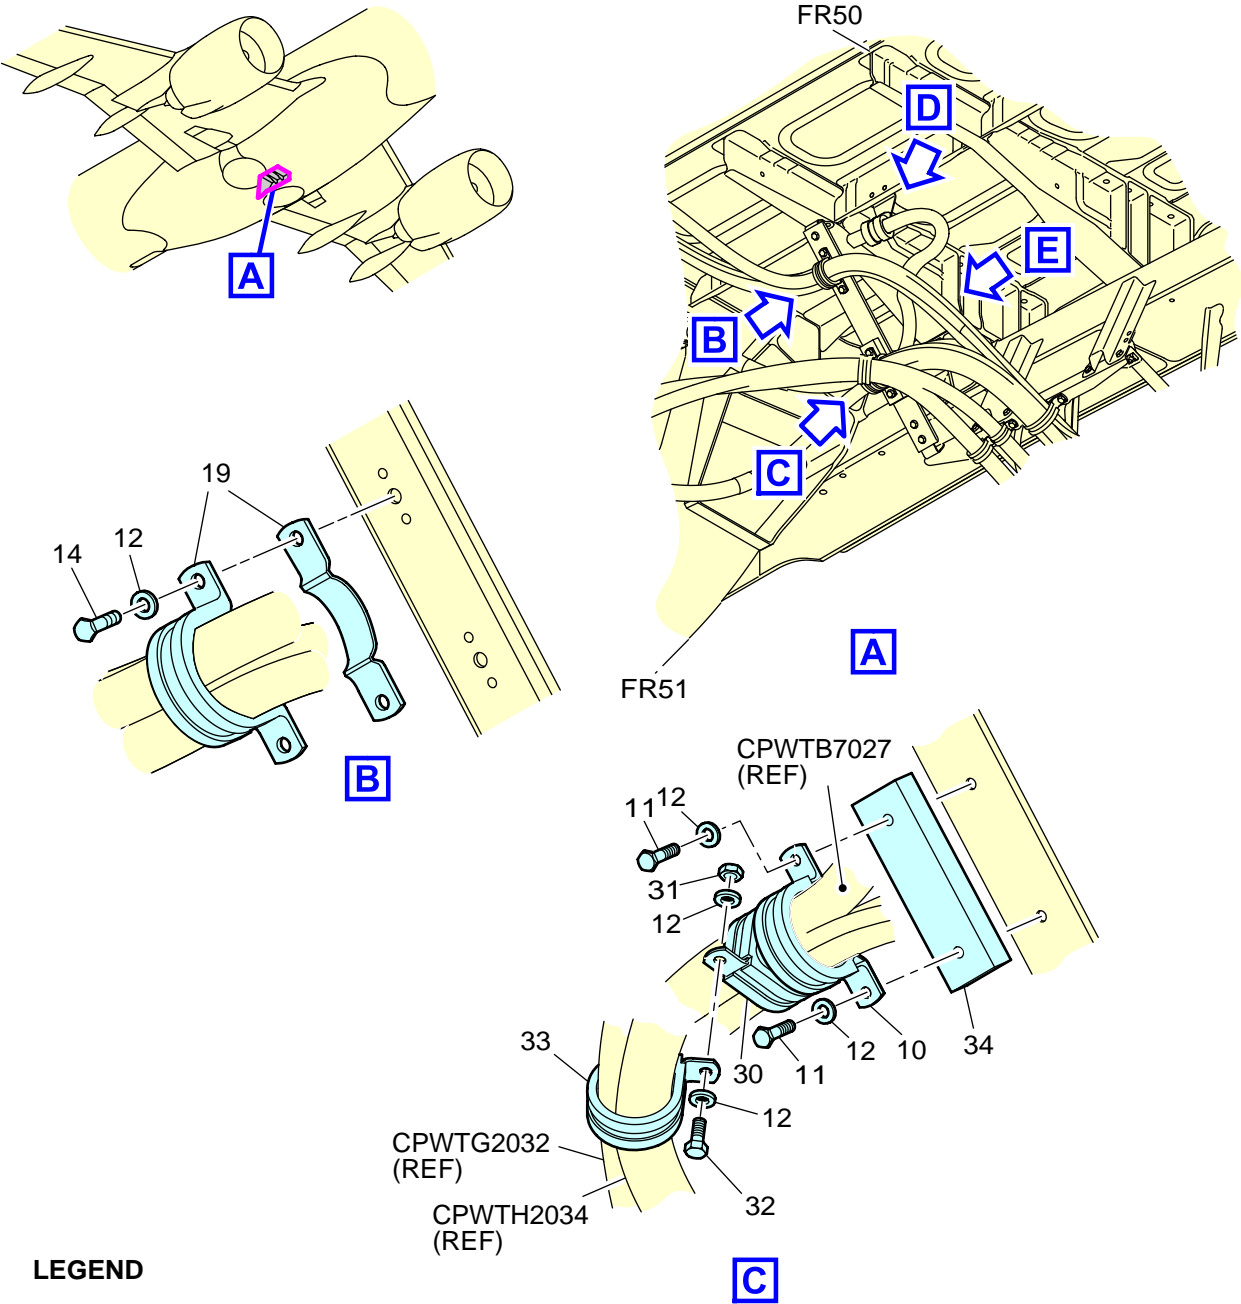 FR50
D
E
A
B
C
19
12
14
A
FR51
B
CPWTB7027
(REF)
12
11
31
12
33
34
12
10
11
30
12
CPWTG2032
(REF)
32
CPWTH2034
(REF)
LEGEND
C